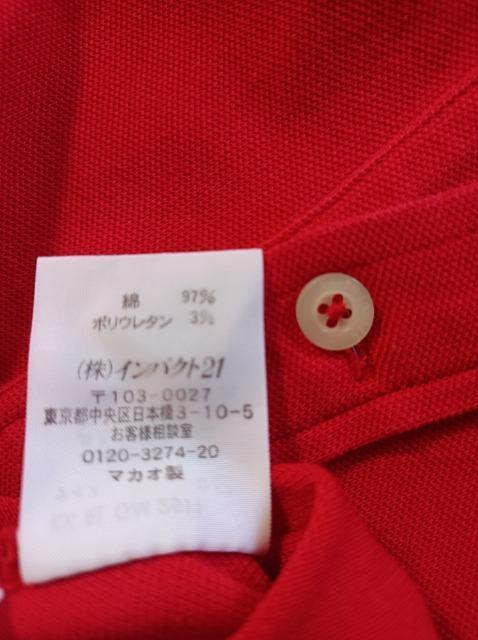 綿 97%
ポリウレタン 3%
(株)インパクト21
〒103-0027
東京都中央区日本橋3-10-5
お客様相談室
0120-3274-20
マカオ製